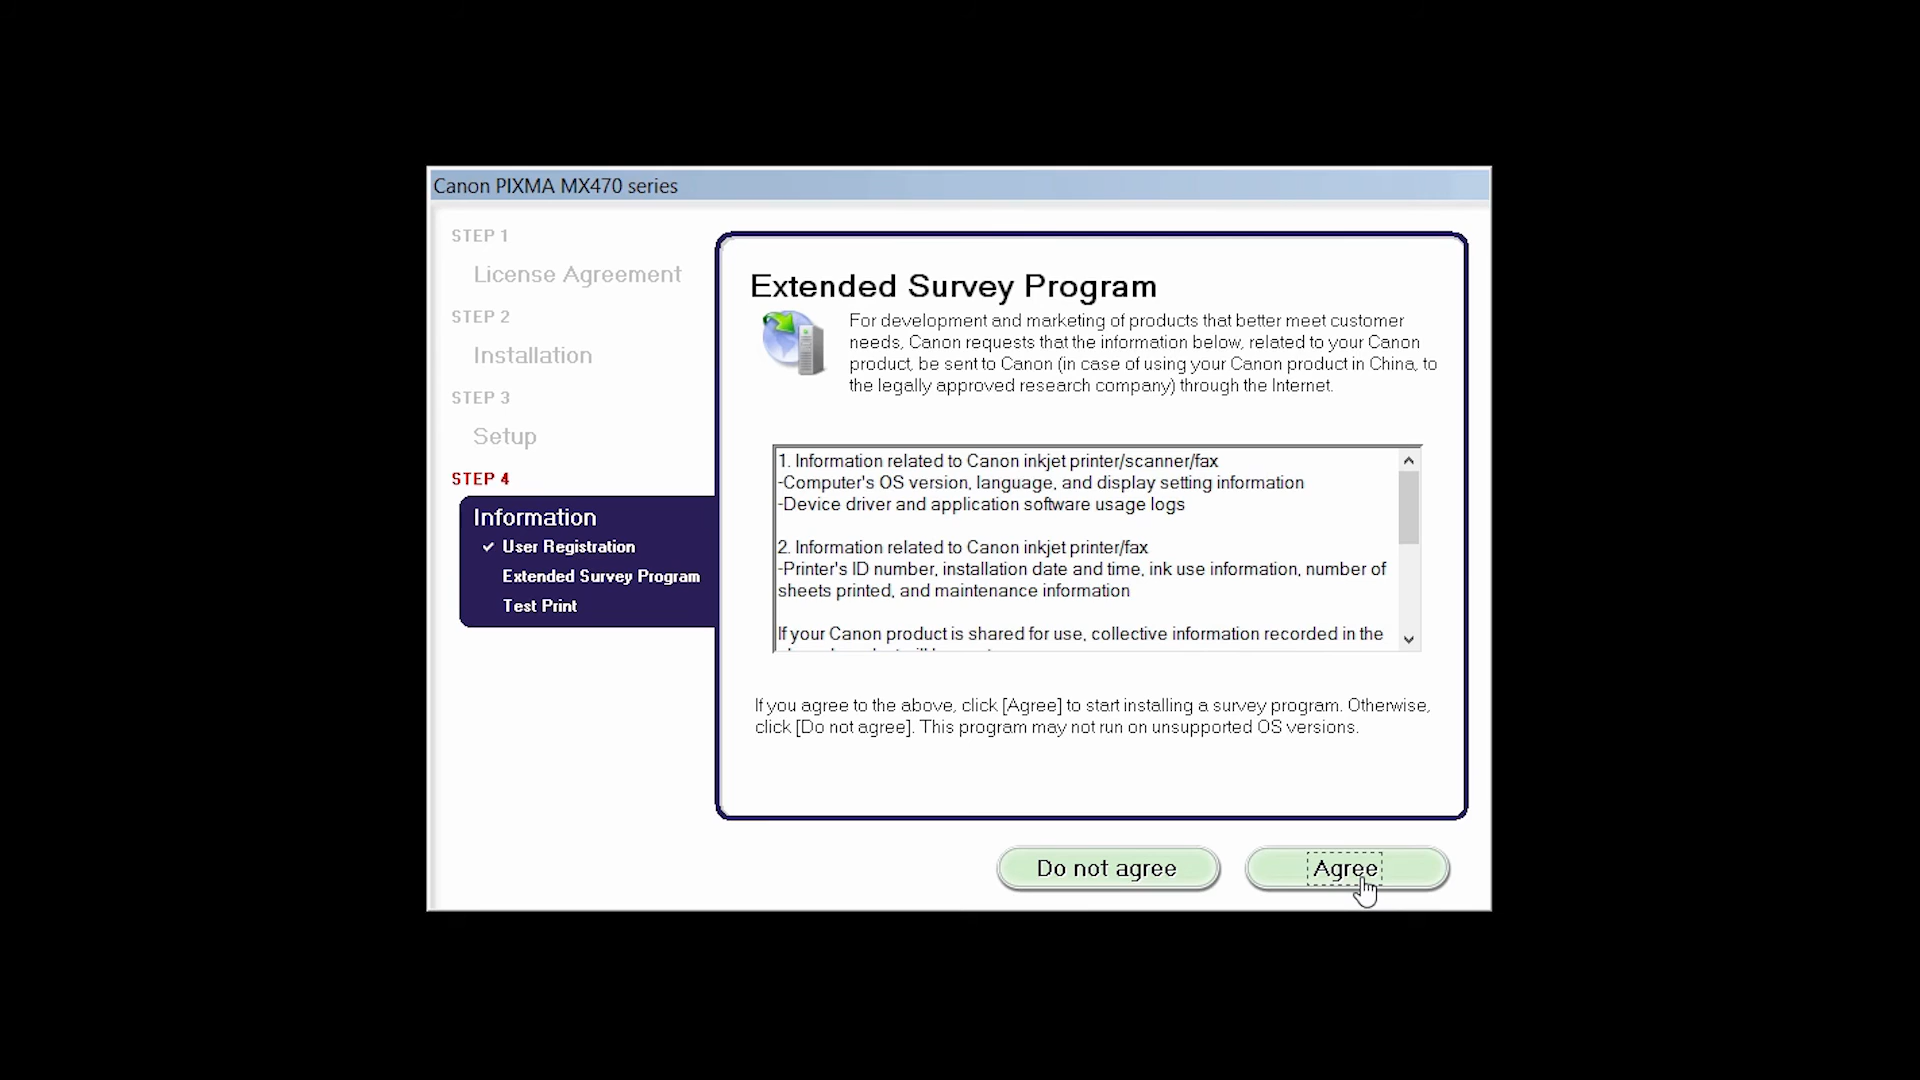 Canon PIXMA MX470 series
STEP 1
License Agreement
STEP 2
Installation
STEP 3
Setup
STEP 4
Information
User Registration
Extended Survey Program
Test Print
Extended Survey Program
For development and marketing of products that better meet customer
needs, Canon requests that the information below, related to your Canon
product, be sent to Canon (in case of using your Canon product in China, to
the legally approved research company) through the Internet.
1. Information related to Canon inkjet printer/scanner/fax
-Computer's OS version, language, and display setting information
-Device driver and application software usage logs
2. Information related to Canon inkjet printer/fax
-Printer's ID number, installation date and time, ink use information, number of
sheets printed, and maintenance information
If your Canon product is shared for use, collective information recorded in the
If you agree to the above, click [Agree] to start installing a survey program. Otherwise,
click [Do not agree]. This program may not run on unsupported OS versions.
Do not agree
Agree